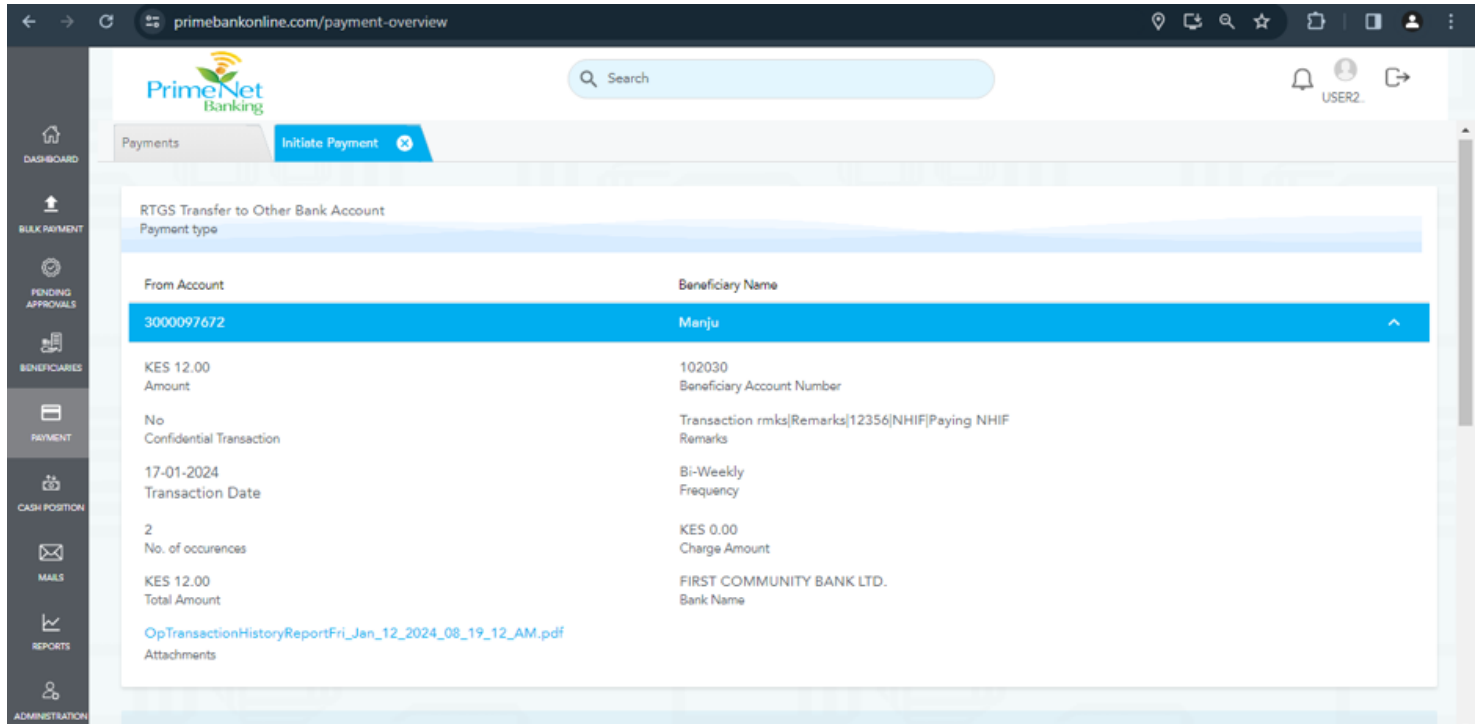 primebankonline.com/payment-overview
PrimeNet
Banking
Search
USER2..
DASHBOARD
BULK PAYMENT
PENDING
APPROVALS
BENEFICIARIES
PAYMENT
CASH POSITION
MAILS
REPORTS
ADMINISTRATION
Payments
Initiate Payment
RTGS Transfer to Other Bank Account
Payment type
From Account
Beneficiary Name
3000097672
Manju
KES 12.00
Amount
102030
Beneficiary Account Number
No
Confidential Transaction
Transaction rmks|Remarks|12356|NHIF|Paying NHIF
Remarks
17-01-2024
Transaction Date
Bi-Weekly
Frequency
2
No. of occurences
KES 0.00
Charge Amount
KES 12.00
Total Amount
FIRST COMMUNITY BANK LTD.
Bank Name
OpTransactionHistoryReportFri_Jan_12_2024_08_19_12_AM.pdf
Attachments